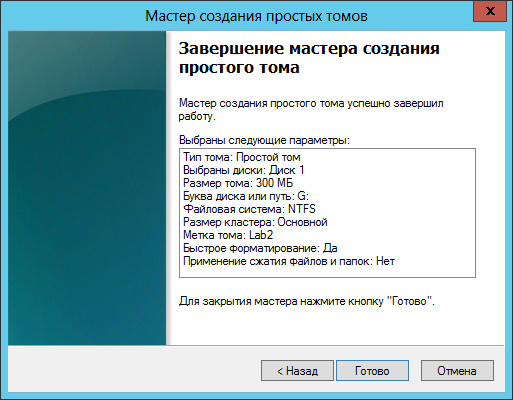 Мастер создания простых томов
x
Завершение мастера создания
простого тома
Мастер создания простого тома успешно завершил
работу.
Выбраны следующие параметры:
Тип тома: Простой том
Выбраны диски: Диск 1
Размер тома: 300 МБ
Буква диска или путь: G:
Файловая система: NTFS
Размер кластера: Основной
Метка тома: Lab2
Быстрое форматирование: Да
Применение сжатия файлов и папок: Нет
Для закрытия мастера нажмите кнопку "Готово".
< Назад
Готово
Отмена